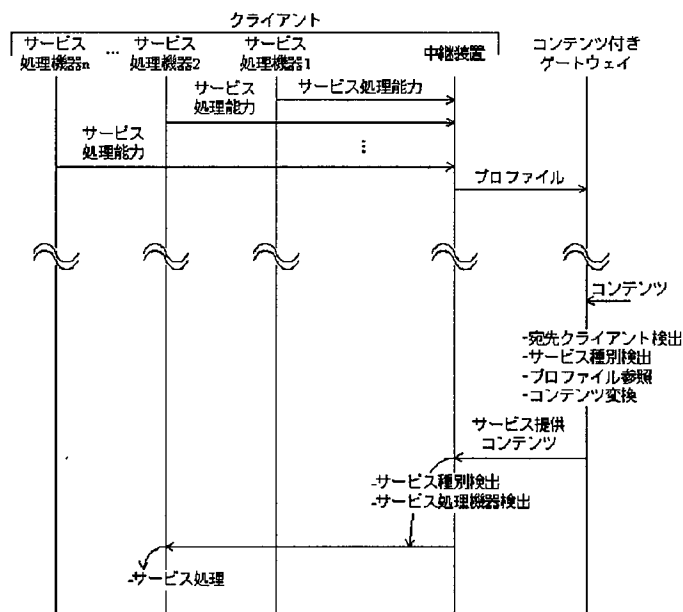 クライアント
サービス処理機器n
…
サービス処理機器2
サービス処理機器1
中継装置
コンテンツ付きゲートウェイ
サービス処理能力
サービス処理能力
サービス処理能力
⋮
プロファイル
コンテンツ
-宛先クライアント検出
-サービス種別検出
-プロファイル参照
-コンテンツ変換
サービス提供コンテンツ
-サービス種別検出
-サービス処理機器検出
-サービス処理